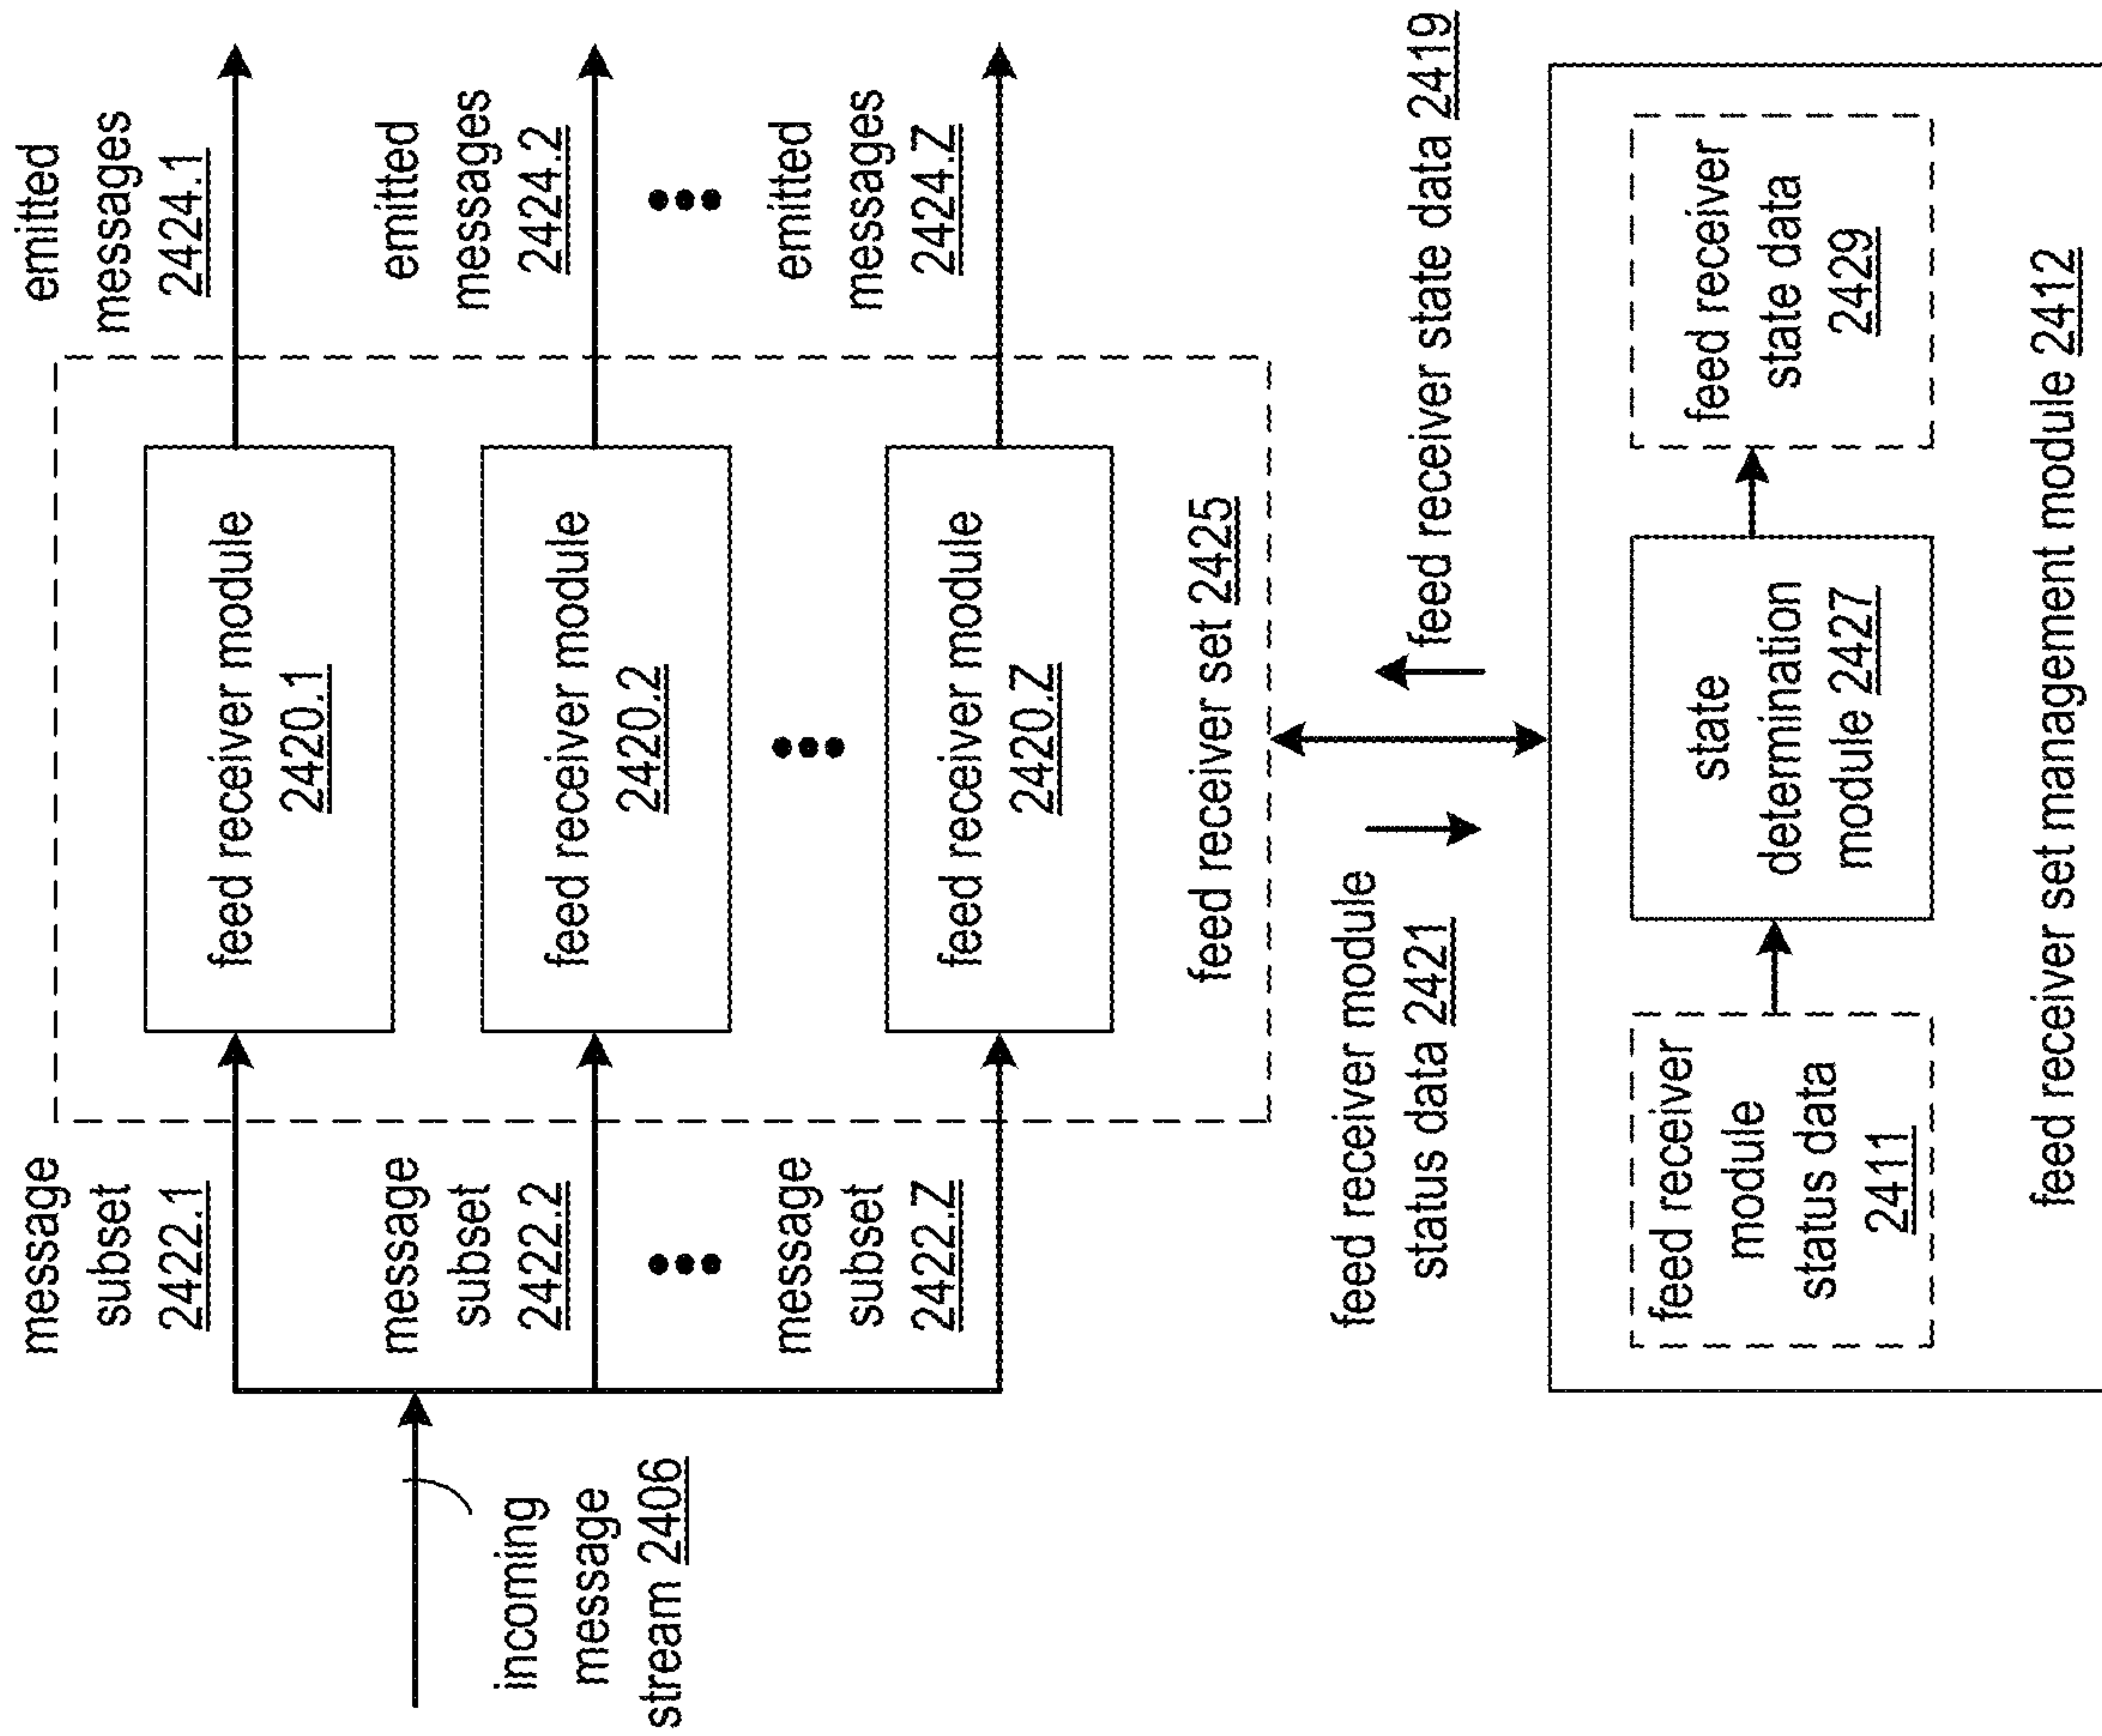 incoming
message
stream 2406
message
subset
2422.1
message
subset
2422.2
message
subset
2422.Z
feed receiver module
2420.1
feed receiver module
2420.2
feed receiver module
2420.Z
feed receiver set 2425
emitted
messages
2424.1
emitted
messages
2424.2
emitted
messages
2424.Z
feed receiver module
status data 2421
feed receiver state data 2419
feed receiver
module
status data
2411
state
determination
module 2427
feed receiver
state data
2429
feed receiver set management module 2412